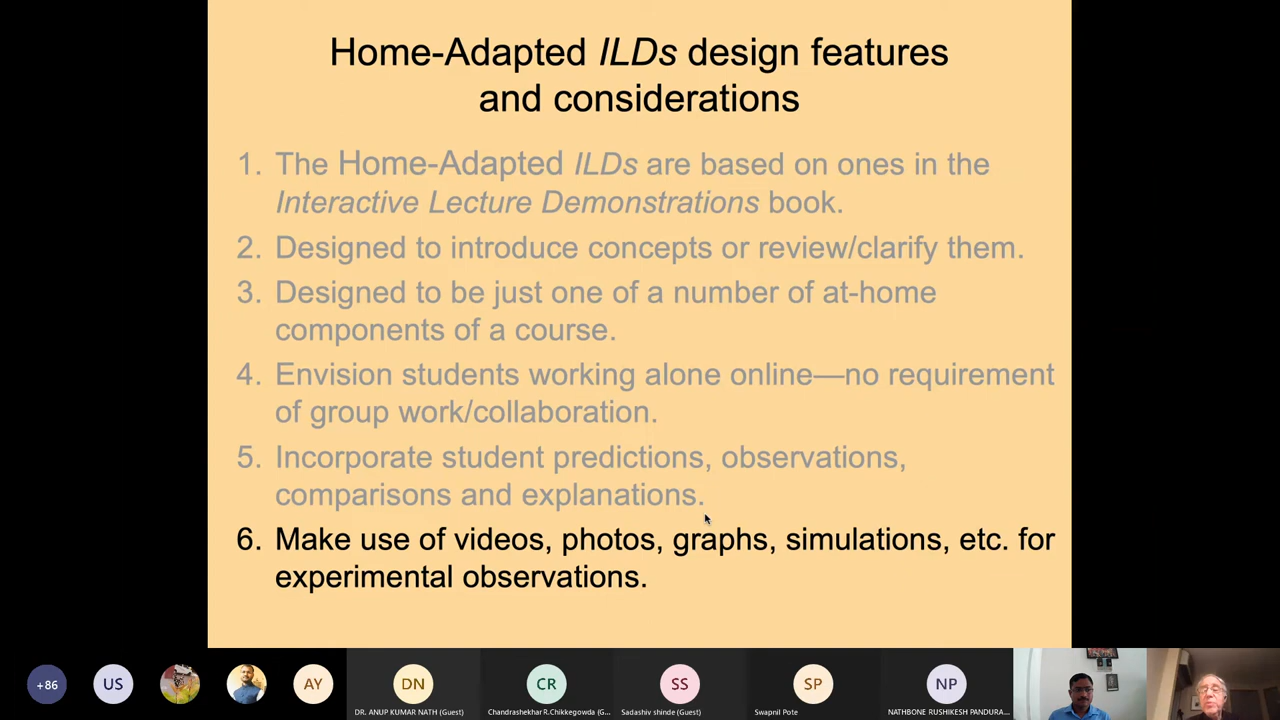 Home-Adapted ILDs design features
and considerations
1. The Home-Adapted ILDs are based on ones in the
Interactive Lecture Demonstrations book.
2. Designed to introduce concepts or review/clarify them.
3. Designed to be just one of a number of at-home
components of a course.
4. Envision students working alone online—no requirement
of group work/collaboration.
5. Incorporate student predictions, observations,
comparisons and explanations.
6. Make use of videos, photos, graphs, simulations, etc. for
experimental observations.
+86 US AY DN CR SS SP NP
DR. ANUP KUMAR NATH (Guest) Chandrashekhar R.Chikkegowda (G... Sadashiv shinde (Guest) Swapnil Pote NATHBONE RUSHIKESH PANDURA...